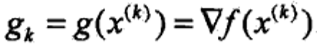 g_k = g(x^{(k)}) = ∇f(x^{(k)})